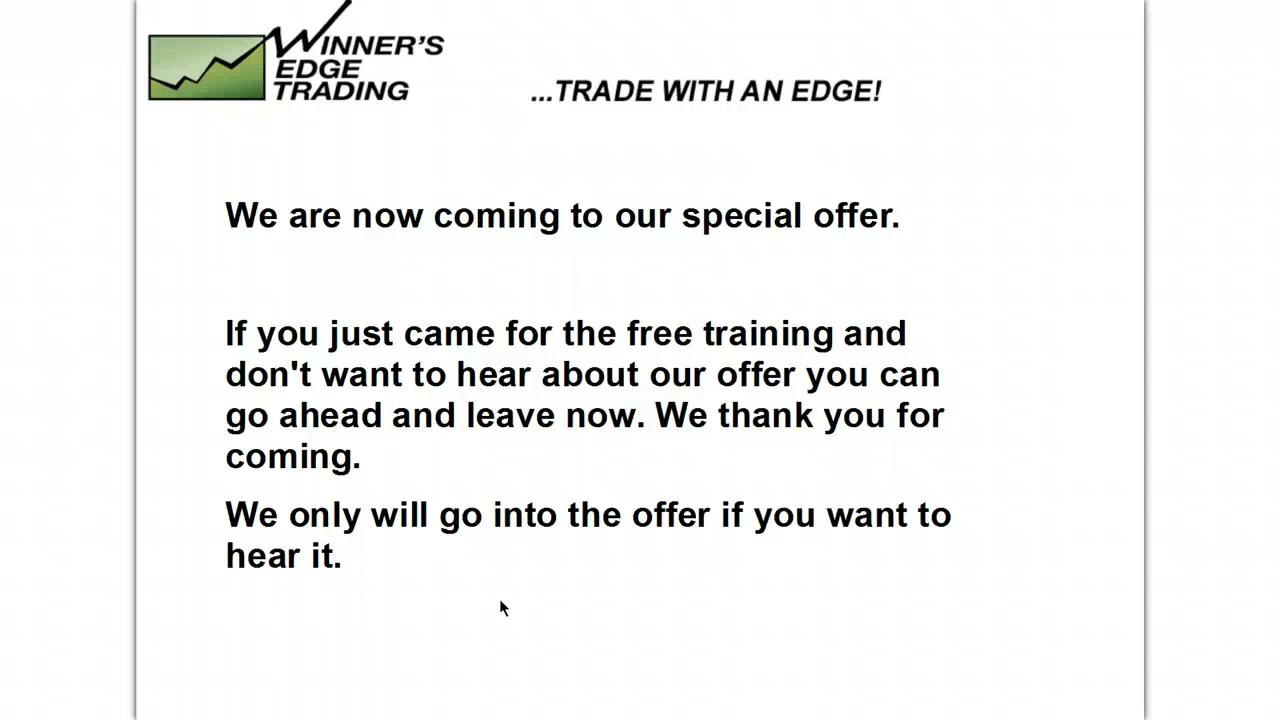 WINNER'S
EDGE
TRADING
...TRADE WITH AN EDGE!
We are now coming to our special offer.
If you just came for the free training and
don't want to hear about our offer you can
go ahead and leave now. We thank you for
coming.
We only will go into the offer if you want to
hear it.